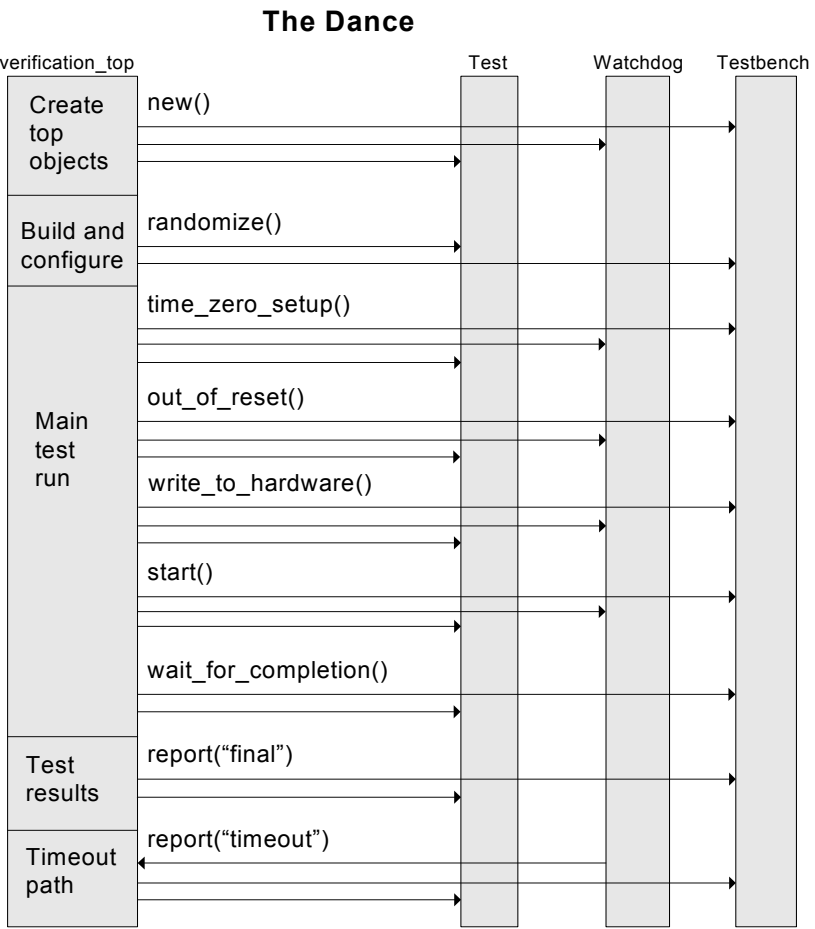 The Dance
verification_top Test Watchdog Testbench
Create
top
objects
new()
Build and
configure
randomize()
Main
test
run
time_zero_setup()
out_of_reset()
write_to_hardware()
start()
wait_for_completion()
Test
results
report(“final”)
Timeout
path
report(“timeout”)